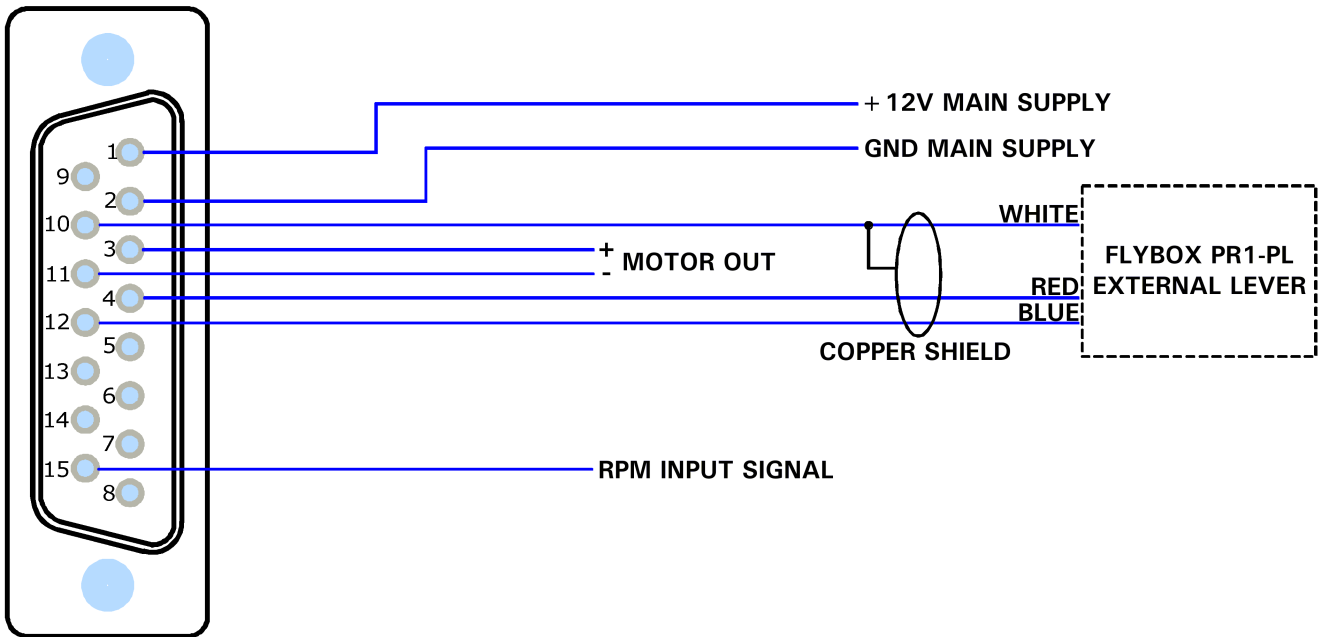 + 12V MAIN SUPPLY
GND MAIN SUPPLY
1
9
2
10
3
11
4
12
5
13
6
14
7
15
8
WHITE
+
- MOTOR OUT
RED
BLUE
FLYBOX PR1-PL
EXTERNAL LEVER
COPPER SHIELD
RPM INPUT SIGNAL